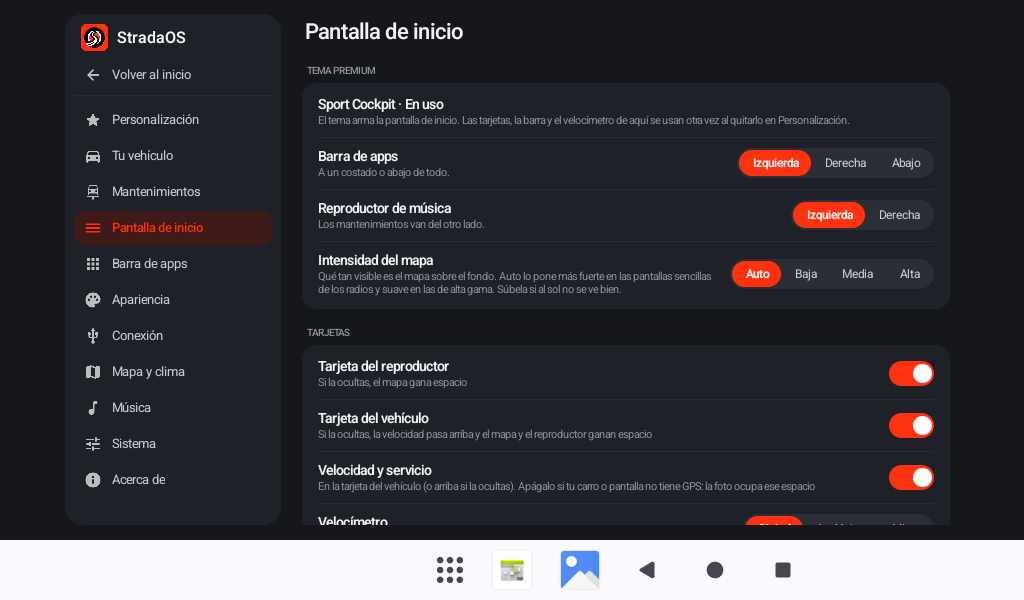 StradaOS
Volver al inicio
Personalización
Tu vehículo
Mantenimientos
Pantalla de inicio
Barra de apps
Apariencia
Conexión
Mapa y clima
Música
Sistema
Acerca de
Pantalla de inicio
TEMA PREMIUM
Sport Cockpit · En uso
El tema arma la pantalla de inicio. Las tarjetas, la barra y el velocímetro de aquí se usan otra vez al quitarlo en Personalización.
Barra de apps
A un costado o abajo de todo.
Izquierda Derecha Abajo
Reproductor de música
Los mantenimientos van del otro lado.
Izquierda Derecha
Intensidad del mapa
Qué tan visible es el mapa sobre el fondo. Auto lo pone más fuerte en las pantallas sencillas
de los radios y suave en las de alta gama. Súbela si al sol no se ve bien.
Auto Baja Media Alta
TARJETAS
Tarjeta del reproductor
Si la ocultas, el mapa gana espacio
Tarjeta del vehículo
Si la ocultas, la velocidad pasa arriba y el mapa y el reproductor ganan espacio
Velocidad y servicio
En la tarjeta del vehículo (o arriba si la ocultas). Apágalo si tu carro o pantalla no tiene GPS: la foto ocupa ese espacio
Velocímetro